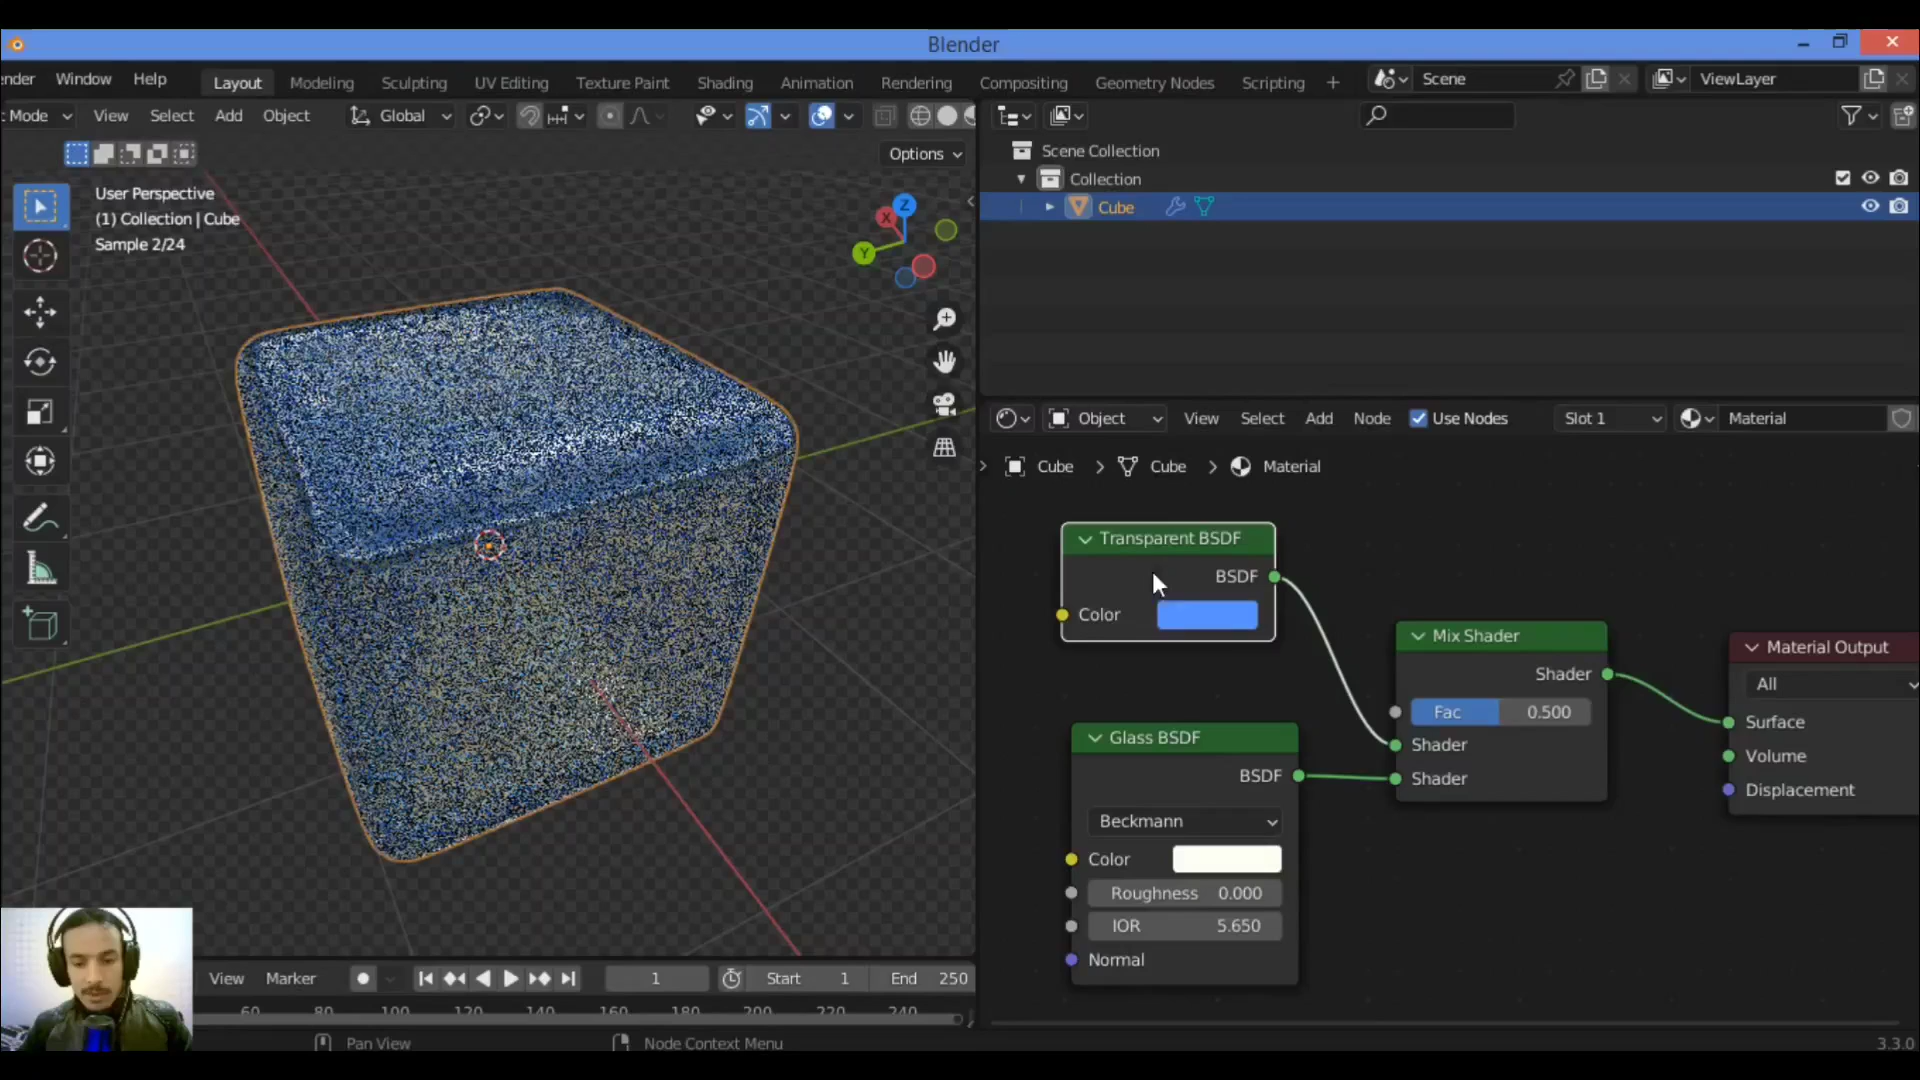 Blender
ender Window Help Layout Modeling Sculpting UV Editing Texture Paint Shading Animation Rendering Compositing Geometry Nodes Scripting + Scene ViewLayer
t Mode View Select Add Object Global
Options
User Perspective
(1) Collection | Cube
Sample 2/24
Z
X
Y
Scene Collection
Collection
Cube
Object View Select Add Node Use Nodes Slot 1 Material
Cube > Cube > Material
Transparent BSDF
BSDF
Color
Glass BSDF
BSDF
Beckmann
Color
Roughness 0.000
IOR 5.650
Normal
Mix Shader
Shader
Fac 0.500
Shader
Shader
Material Output
All
Surface
Volume
Displacement
View Marker 1 Start 1 End 250
60 80 100 120 140 160 180 200 220 240
Pan View Node Context Menu 3.3.0